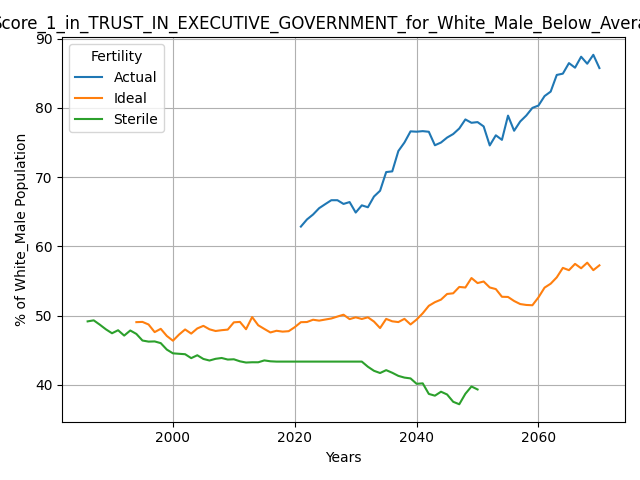 Score_1_in_TRUST_IN_EXECUTIVE_GOVERNMENT_for_White_Male_Below_Avera
Fertility
Actual
Ideal
Sterile
90
80
70
60
50
40
% of White_Male Population
2000
2020
2040
2060
Years